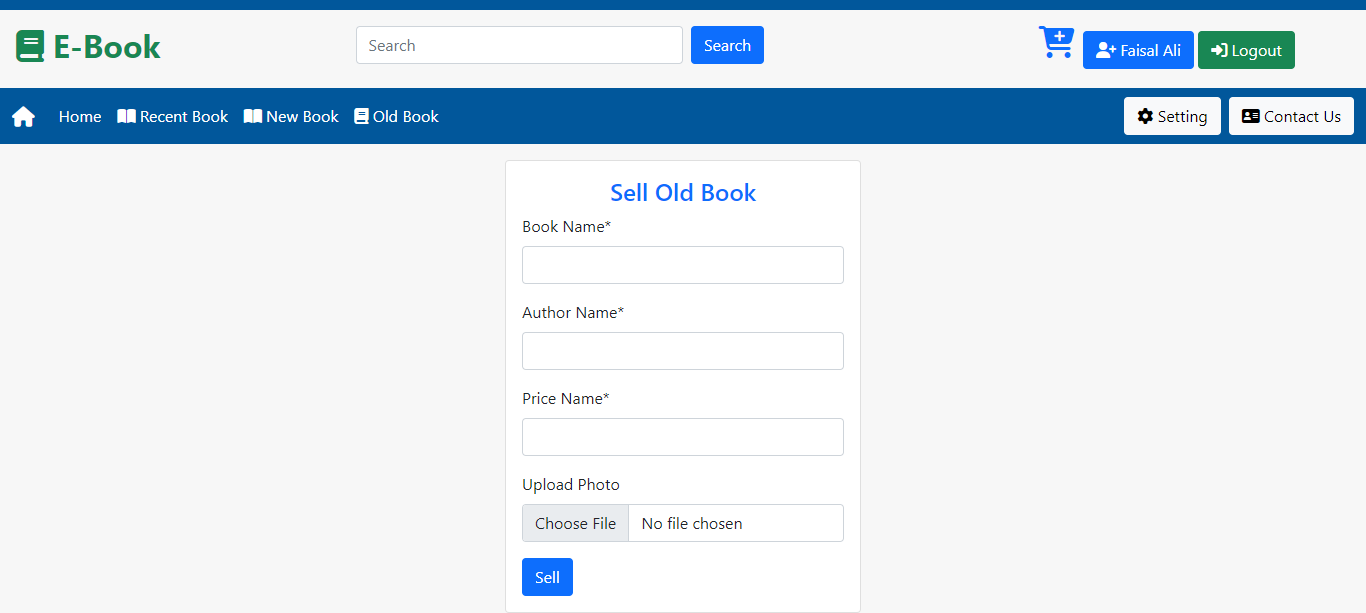 E-Book
Search
Search
Faisal Ali
Logout
Home
Recent Book
New Book
Old Book
Setting
Contact Us
Sell Old Book
Book Name*
Author Name*
Price Name*
Upload Photo
Choose File
No file chosen
Sell